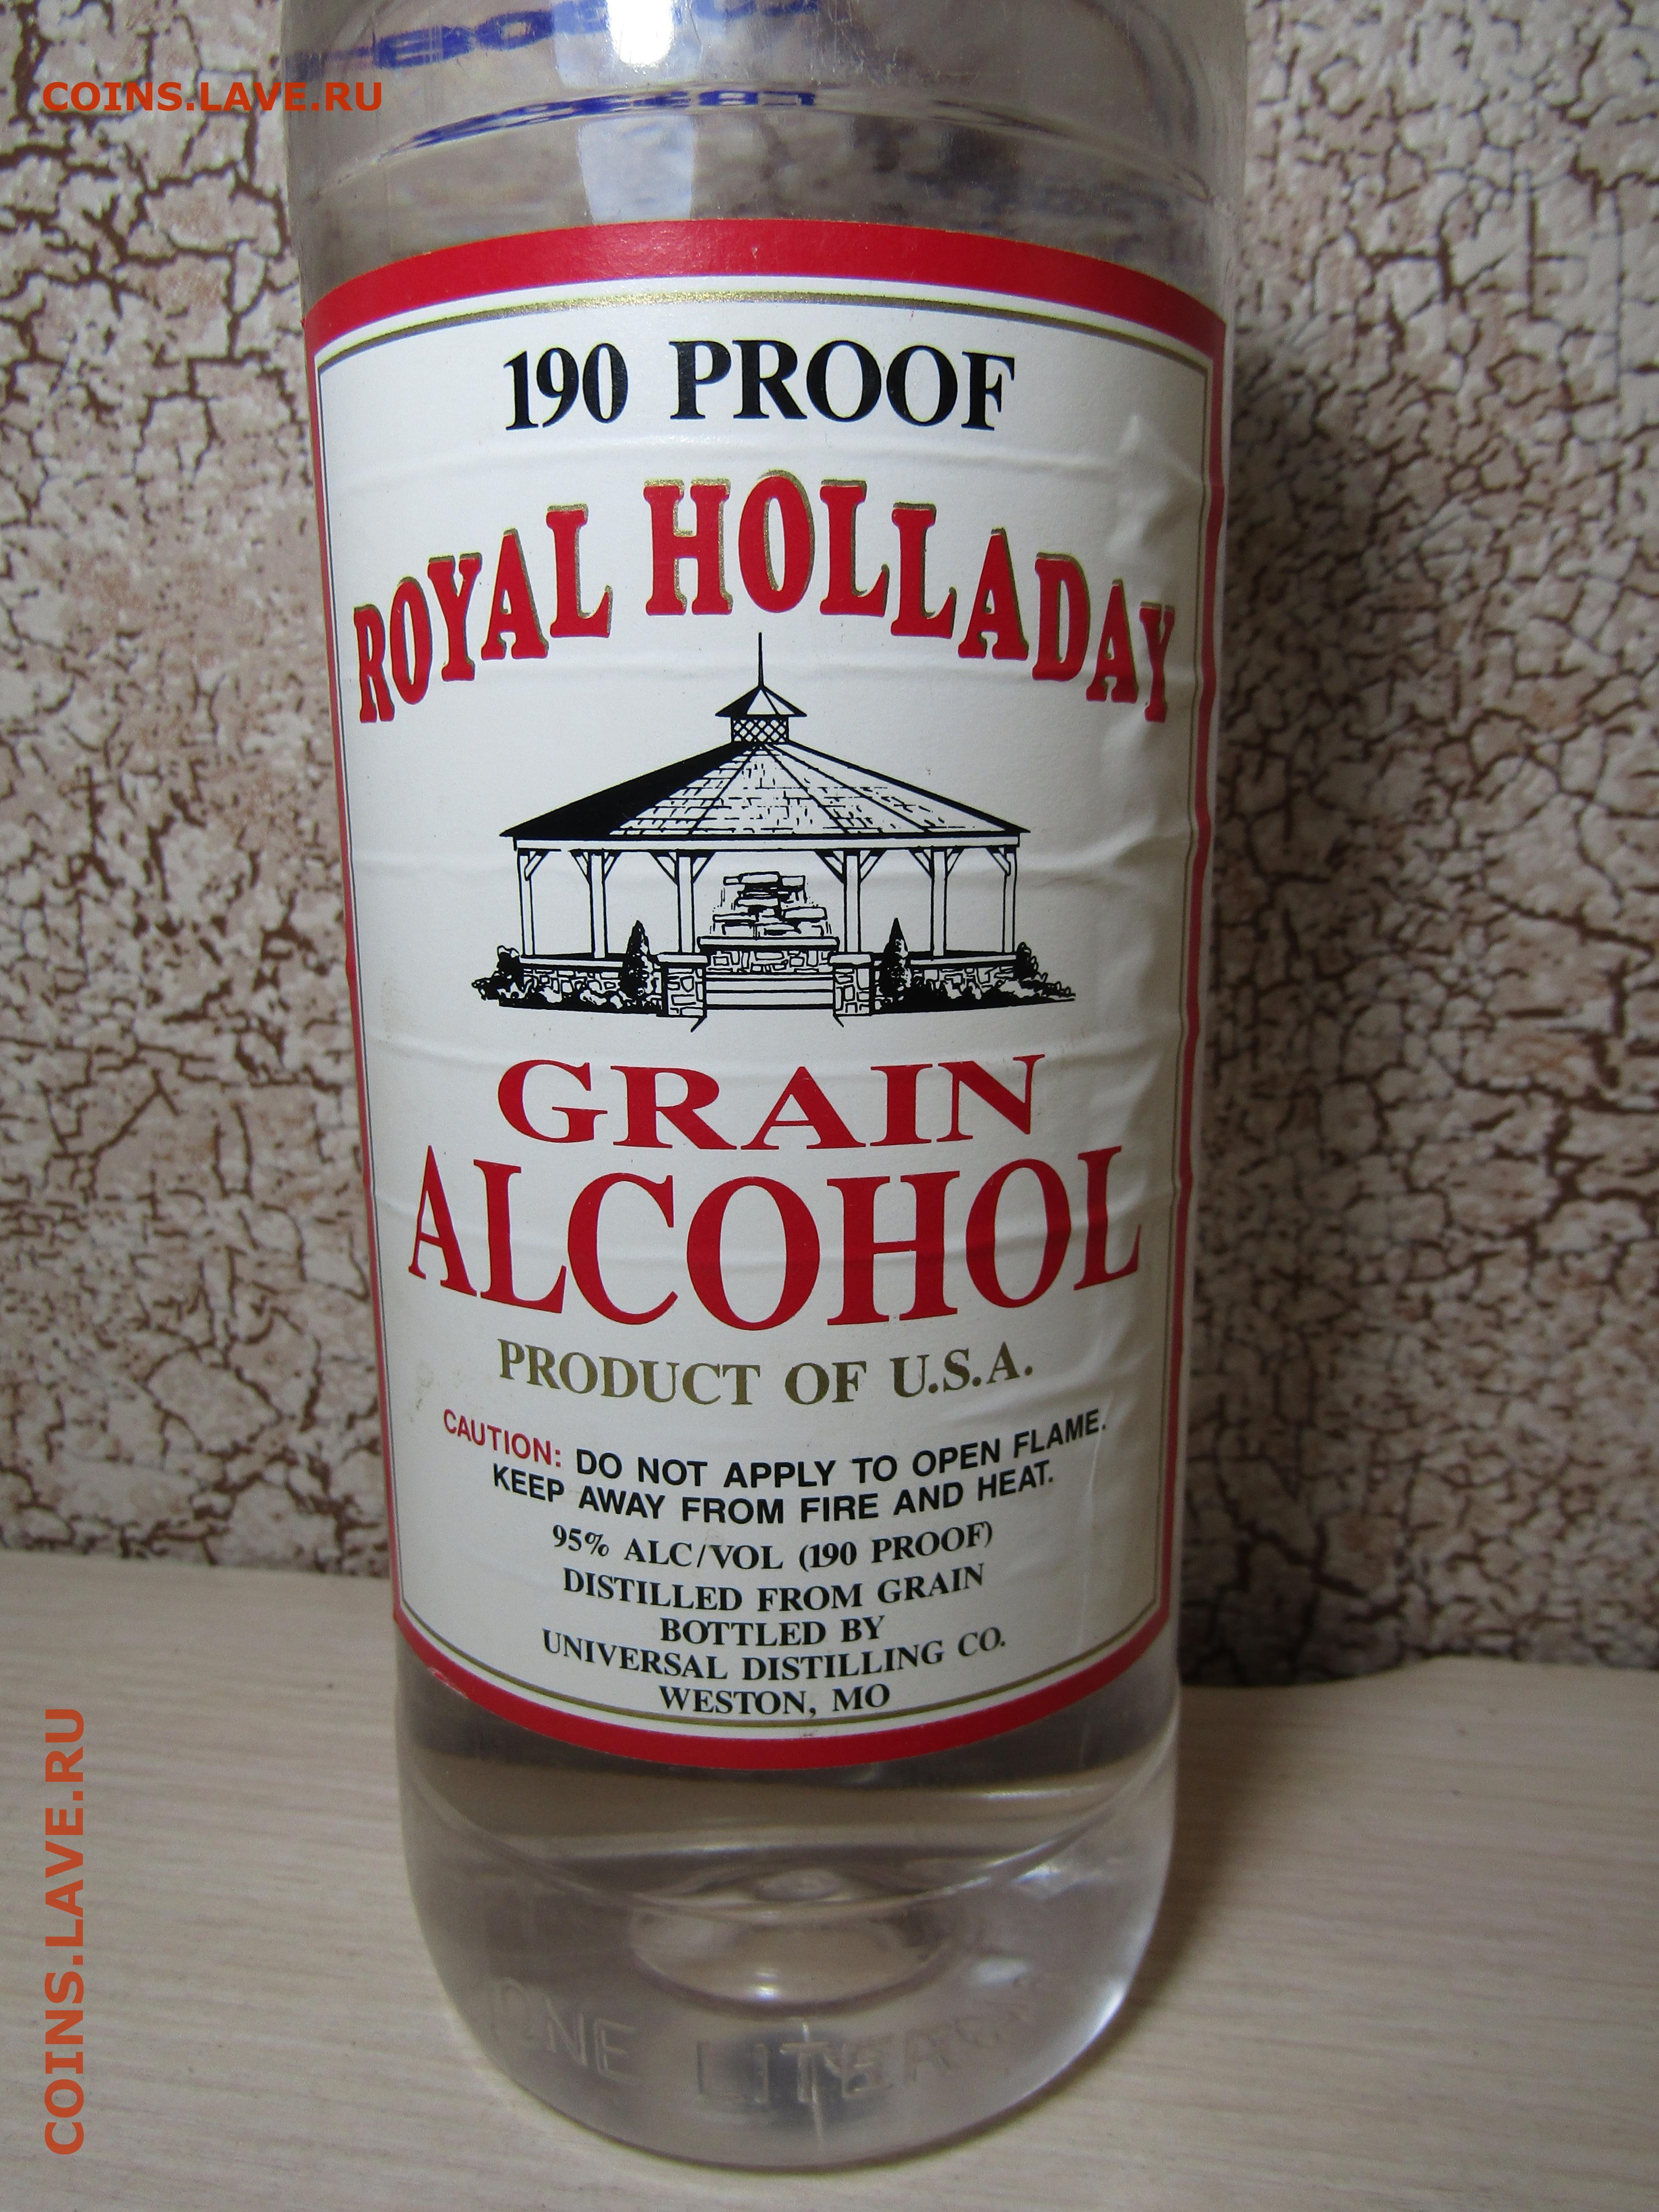 COINS.LAVE.RU
190 PROOF
ROYAL HOLLADAY
GRAIN
ALCOHOL
PRODUCT OF U.S.A.
CAUTION: DO NOT APPLY TO OPEN FLAME.
KEEP AWAY FROM FIRE AND HEAT.
95% ALC/VOL (190 PROOF)
DISTILLED FROM GRAIN
BOTTLED BY
UNIVERSAL DISTILLING CO.
WESTON, MO
ONE LITER
COINS.LAVE.RU